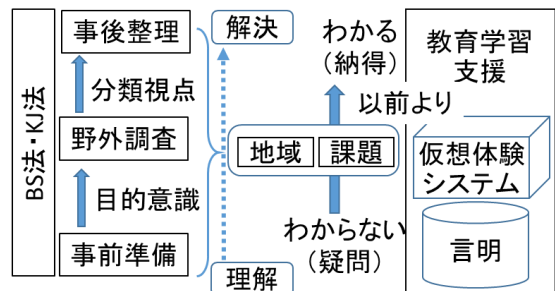 BS法・KJ法
事後整理
分類視点
野外調査
目的意識
事前準備
解決
地域
課題
理解
わかる
(納得)
以前より
わからない
(疑問)
教育学習
支援
仮想体験
システム
言明